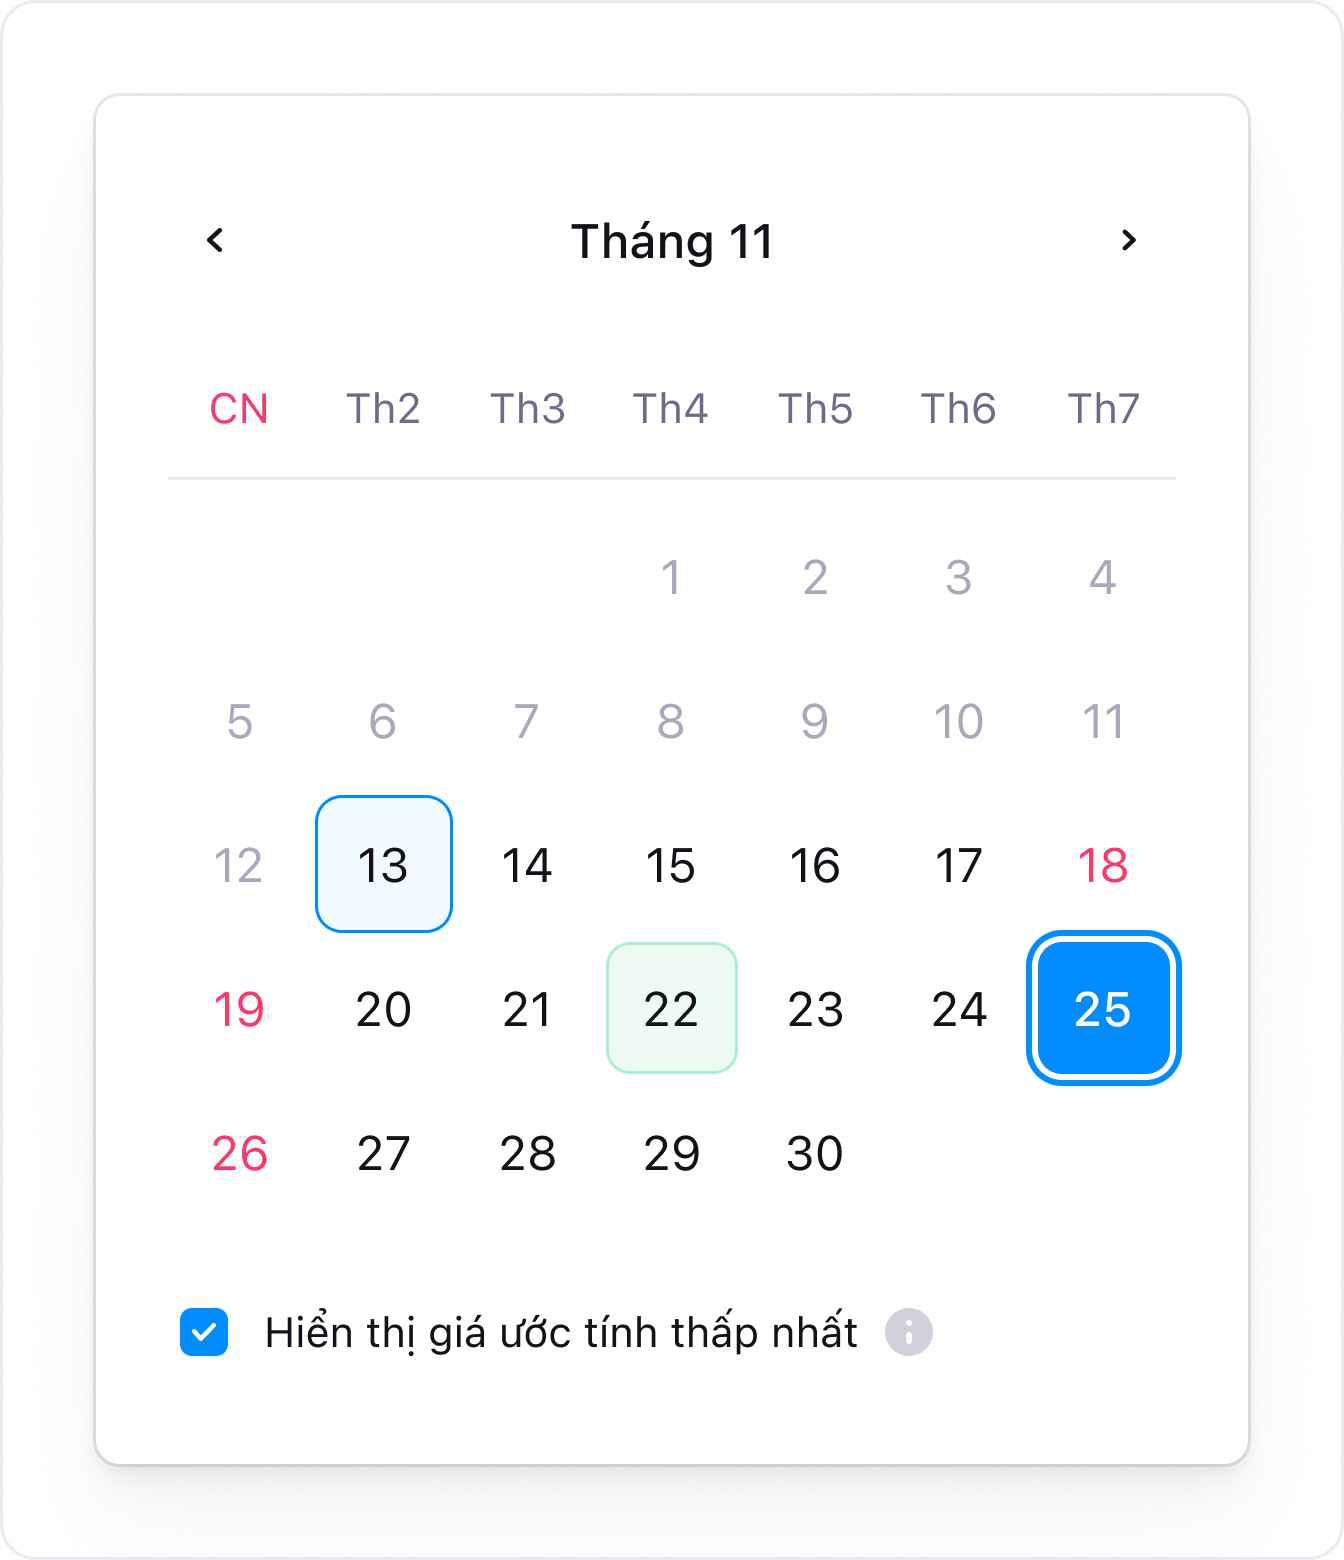 Tháng 11
CN Th2 Th3 Th4 Th5 Th6 Th7
1 2 3 4
5 6 7 8 9 10 11
12 13 14 15 16 17 18
19 20 21 22 23 24 25
26 27 28 29 30
Hiển thị giá ước tính thấp nhất